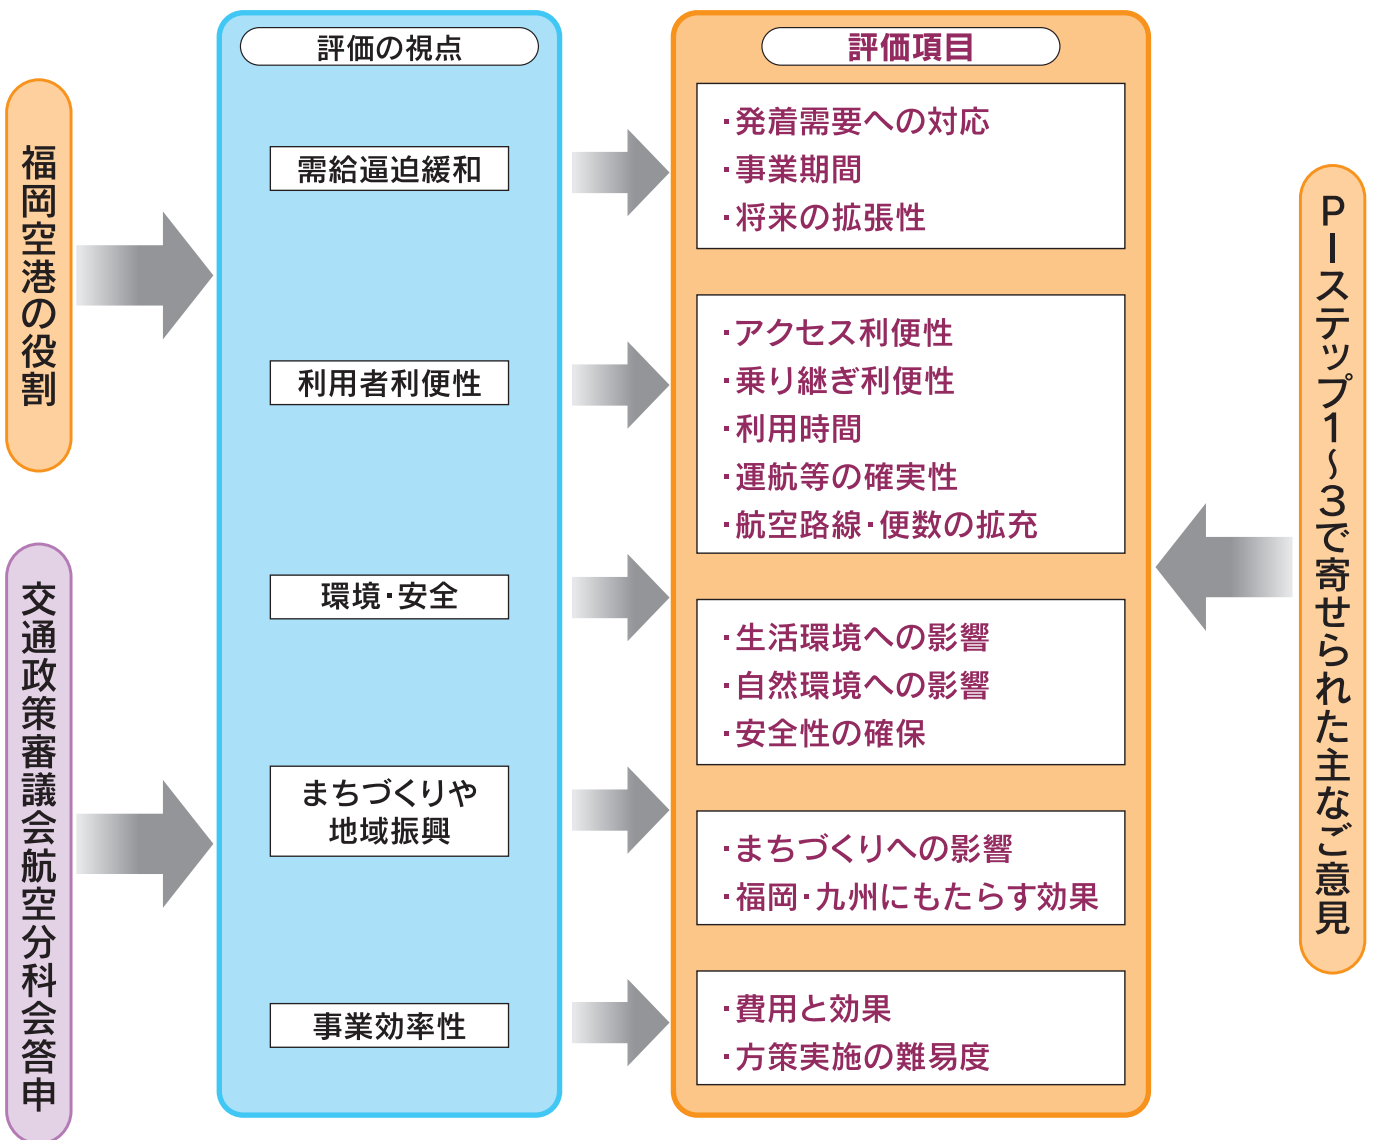 福岡空港の役割
交通政策審議会航空分科会答申
評価の視点
需給逼迫緩和
利用者利便性
環境・安全
まちづくりや
地域振興
事業効率性
評価項目
・発着需要への対応
・事業期間
・将来の拡張性
・アクセス利便性
・乗り継ぎ利便性
・利用時間
・運航等の確実性
・航空路線・便数の拡充
・生活環境への影響
・自然環境への影響
・安全性の確保
・まちづくりへの影響
・福岡・九州にもたらす効果
・費用と効果
・方策実施の難易度
PIステップ1〜3で寄せられた主なご意見